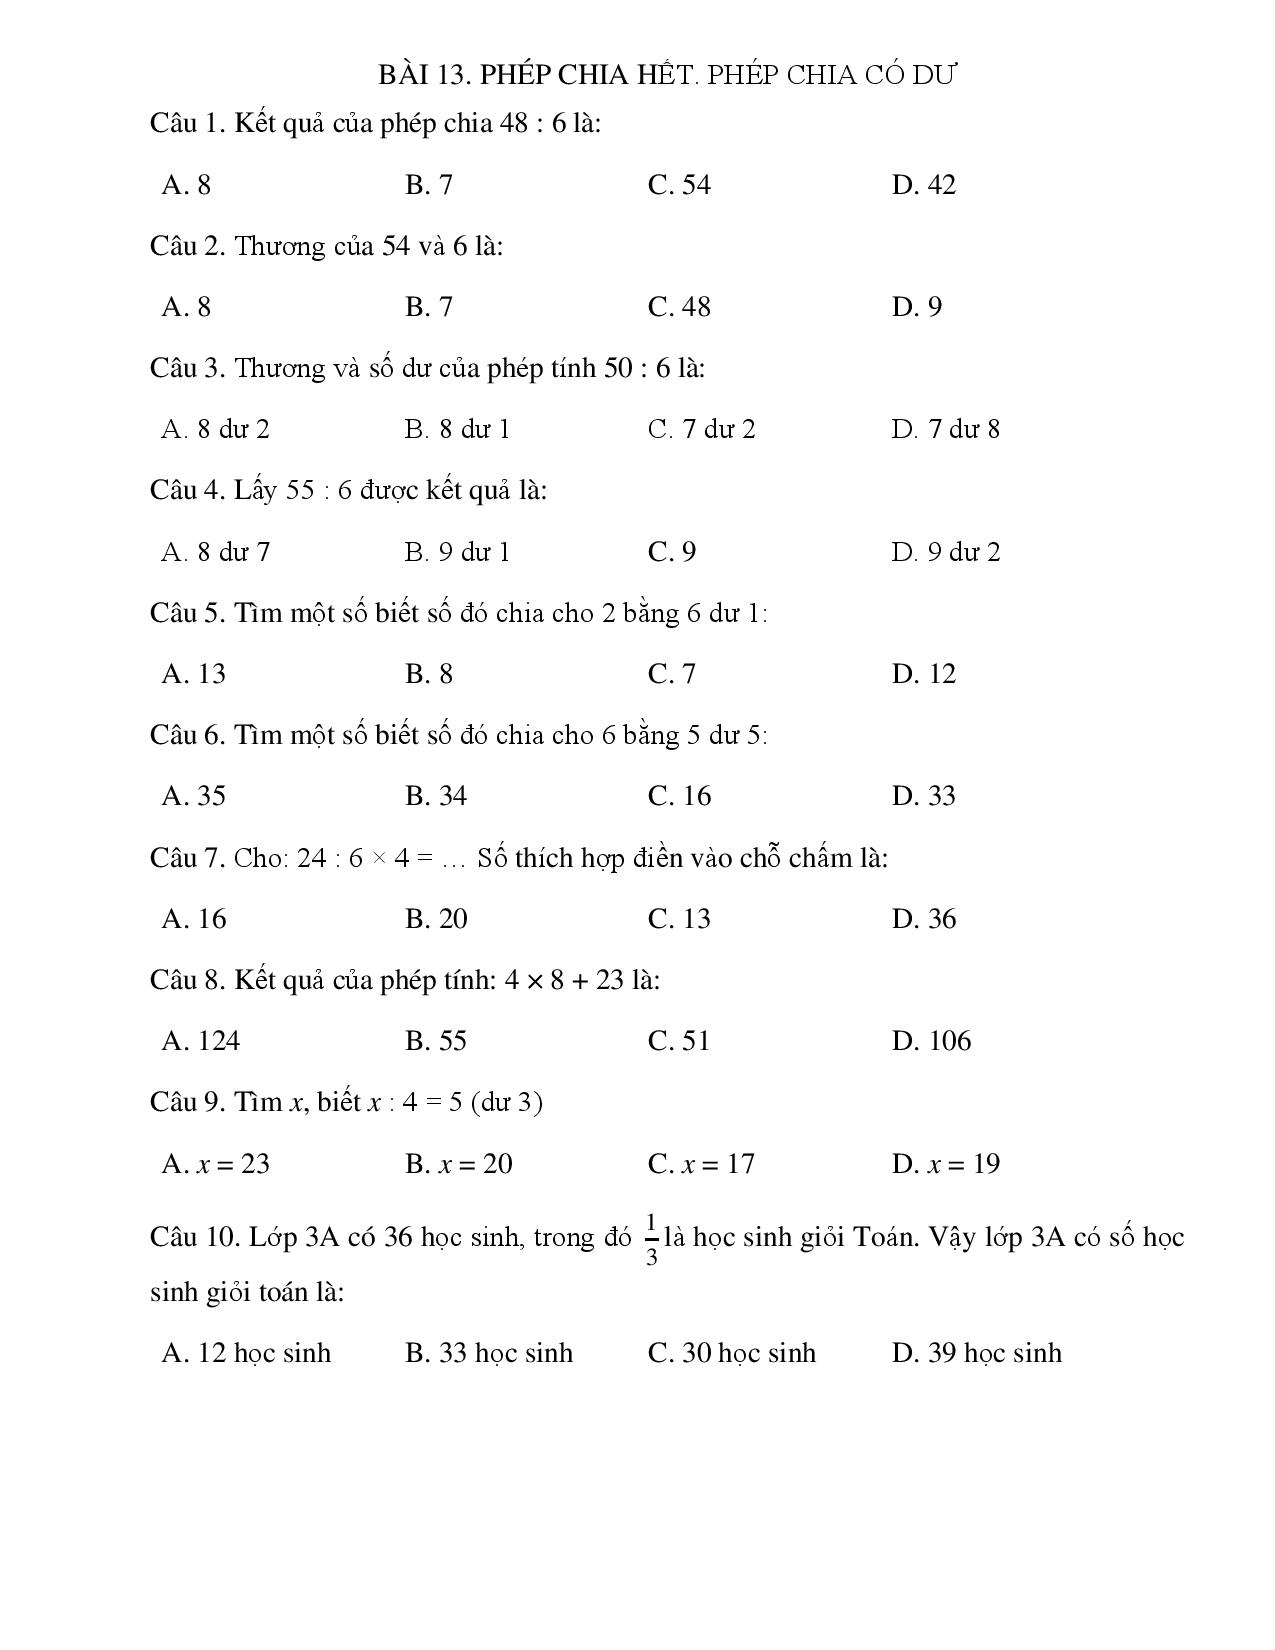 BÀI 13. PHÉP CHIA HẾT. PHÉP CHIA CÓ DƯ
Câu 1. Kết quả của phép chia 48 : 6 là:
A. 8 B. 7 C. 54 D. 42
Câu 2. Thương của 54 và 6 là:
A. 8 B. 7 C. 48 D. 9
Câu 3. Thương và số dư của phép tính 50 : 6 là:
A. 8 dư 2 B. 8 dư 1 C. 7 dư 2 D. 7 dư 8
Câu 4. Lấy 55 : 6 được kết quả là:
A. 8 dư 7 B. 9 dư 1 C. 9 D. 9 dư 2
Câu 5. Tìm một số biết số đó chia cho 2 bằng 6 dư 1:
A. 13 B. 8 C. 7 D. 12
Câu 6. Tìm một số biết số đó chia cho 6 bằng 5 dư 5:
A. 35 B. 34 C. 16 D. 33
Câu 7. Cho: 24 : 6 × 4 = … Số thích hợp điền vào chỗ chấm là:
A. 16 B. 20 C. 13 D. 36
Câu 8. Kết quả của phép tính: 4 × 8 + 23 là:
A. 124 B. 55 C. 51 D. 106
Câu 9. Tìm x, biết x : 4 = 5 (dư 3)
A. x = 23 B. x = 20 C. x = 17 D. x = 19
Câu 10. Lớp 3A có 36 học sinh, trong đó 1/3 là học sinh giỏi Toán. Vậy lớp 3A có số học
sinh giỏi toán là:
A. 12 học sinh B. 33 học sinh C. 30 học sinh D. 39 học sinh